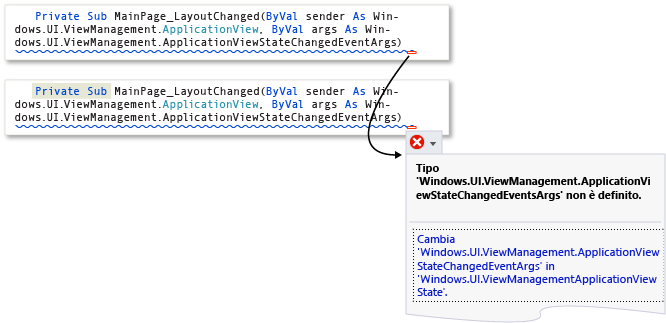 Private Sub MainPage_LayoutChanged(ByVal sender As Win-
dows.UI.ViewManagement.ApplicationView, ByVal args As Win-
dows.UI.ViewManagement.ApplicationViewStateChangedEventArgs)
Private Sub MainPage_LayoutChanged(ByVal sender As Win-
dows.UI.ViewManagement.ApplicationView, ByVal args As Win-
dows.UI.ViewManagement.ApplicationViewStateChangedEventArgs)
Tipo
'Windows.UI.ViewManagement.ApplicationVi
ewStateChangedEventsArgs' non è definito.
Cambia
'Windows.UI.ViewManagement.ApplicationView
StateChangedEventArgs' in
'Windows.UI.ViewManagementApplicationView
State'.